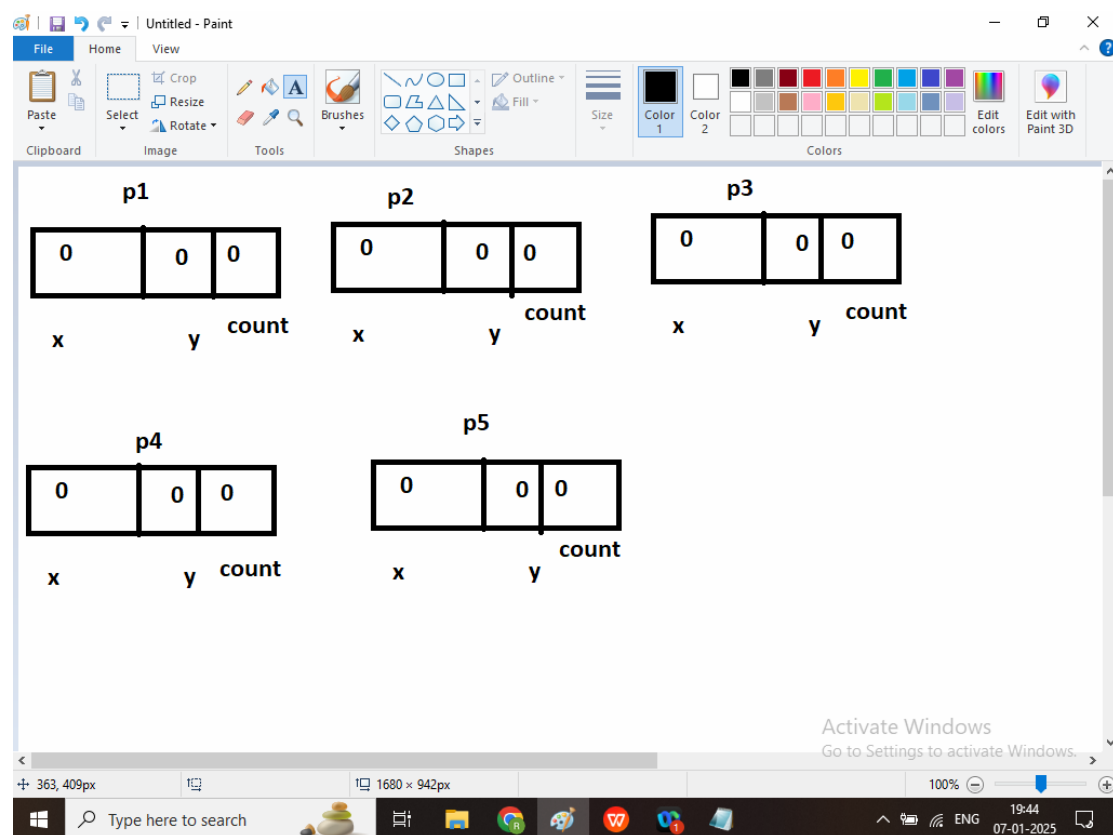 Untitled - Paint
File Home View
Paste
Clipboard
Select
Crop
Resize
Rotate
Image
A
Tools
Brushes
Outline
Fill
Shapes
Size
Color 1
Color 2
Edit colors
Colors
Edit with Paint 3D
p1 p2 p3
0 0 0 0 0 0 0 0 0
x y count x y count x y count
p4 p5
0 0 0 0 0 0
x y count x y count
Activate Windows
Go to Settings to activate Windows.
363, 409px 1680 × 942px 100%
Type here to search ENG 19:44
07-01-2025